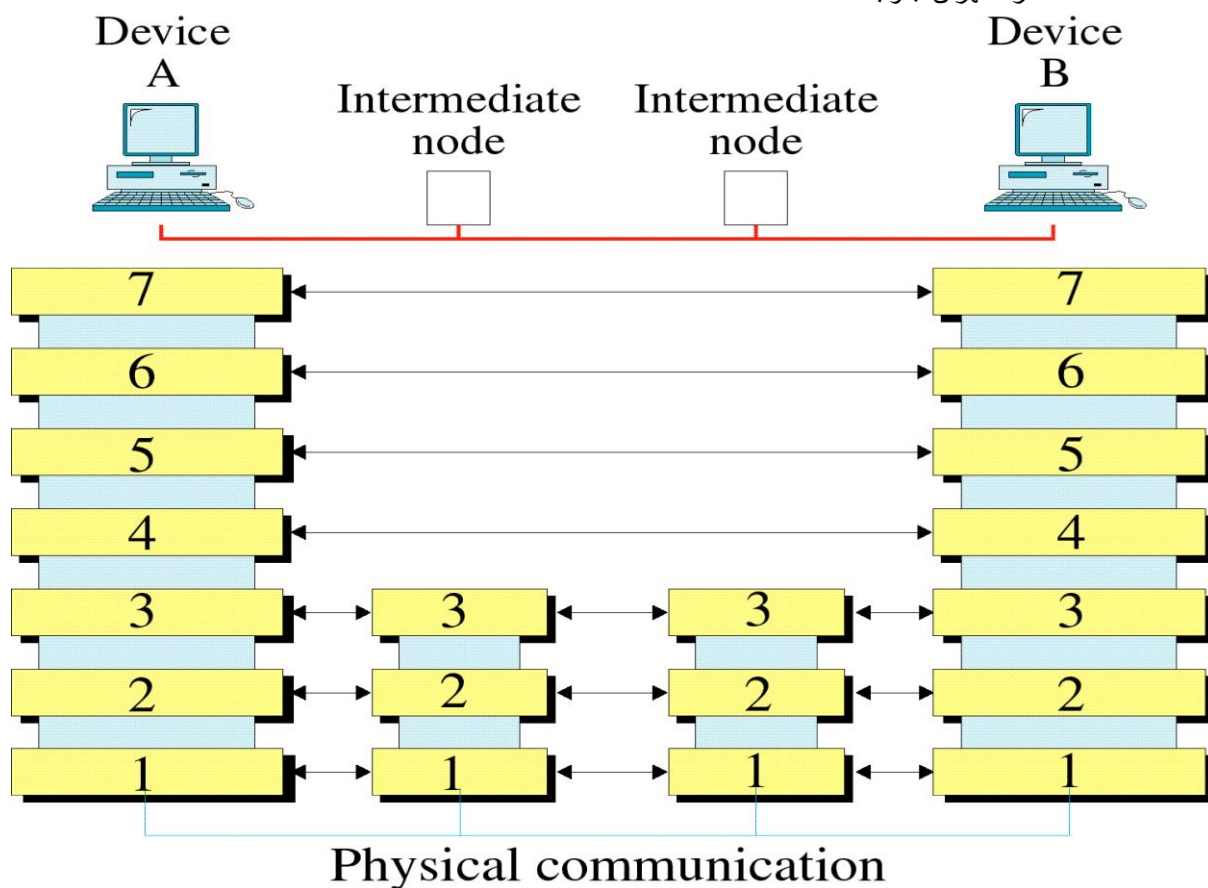 Device
A
Device
B
Intermediate
node
Intermediate
node
7
7
6
6
5
5
4
4
3
3
3
3
2
2
2
2
1
1
1
1
Physical communication